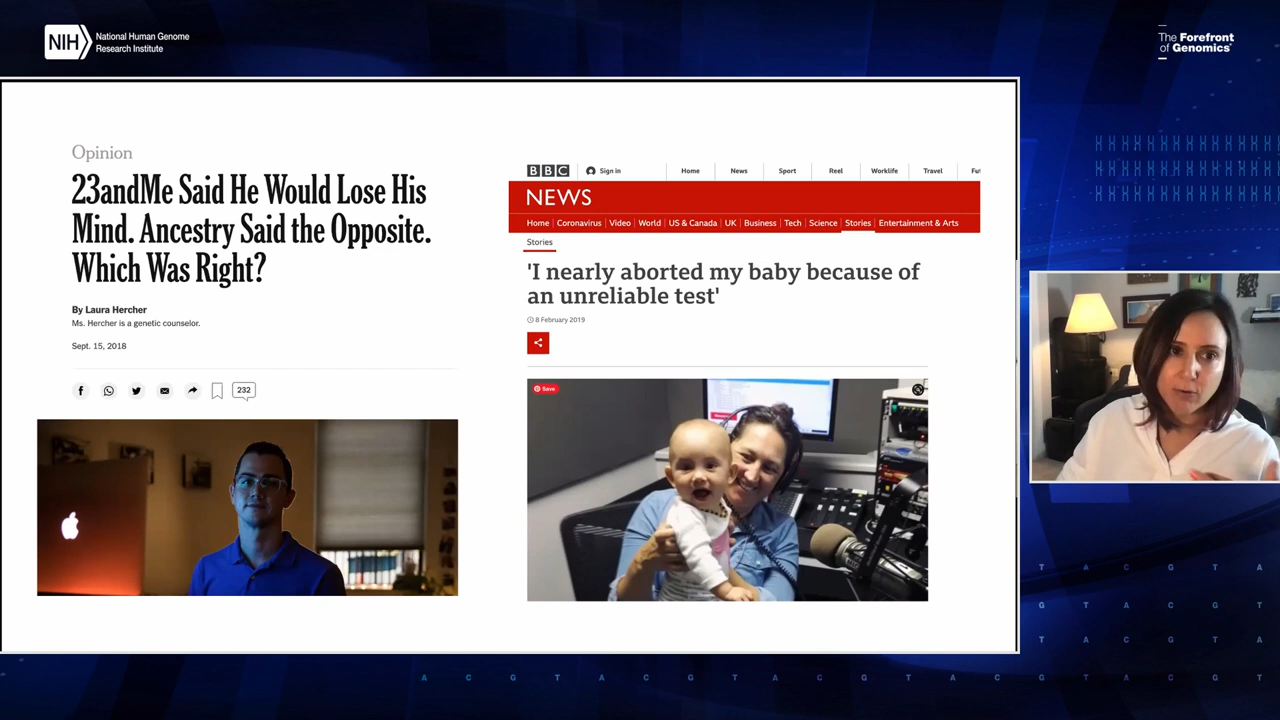 NIH
National Human Genome
Research Institute
The Forefront
of Genomics
Opinion
23andMe Said He Would Lose His
Mind. Ancestry Said the Opposite.
Which Was Right?
By Laura Hercher
Ms. Hercher is a genetic counselor.
Sept. 15, 2018
232
BBC Sign in Home News Sport Reel Worklife Travel Fu
NEWS
Home Coronavirus Video World US & Canada UK Business Tech Science Stories Entertainment & Arts
Stories
'I nearly aborted my baby because of
an unreliable test'
8 February 2019
Save
T A C G T A
G T A C G T
T A C G T A
A C G T A C G T A C G T A C G T A C G T